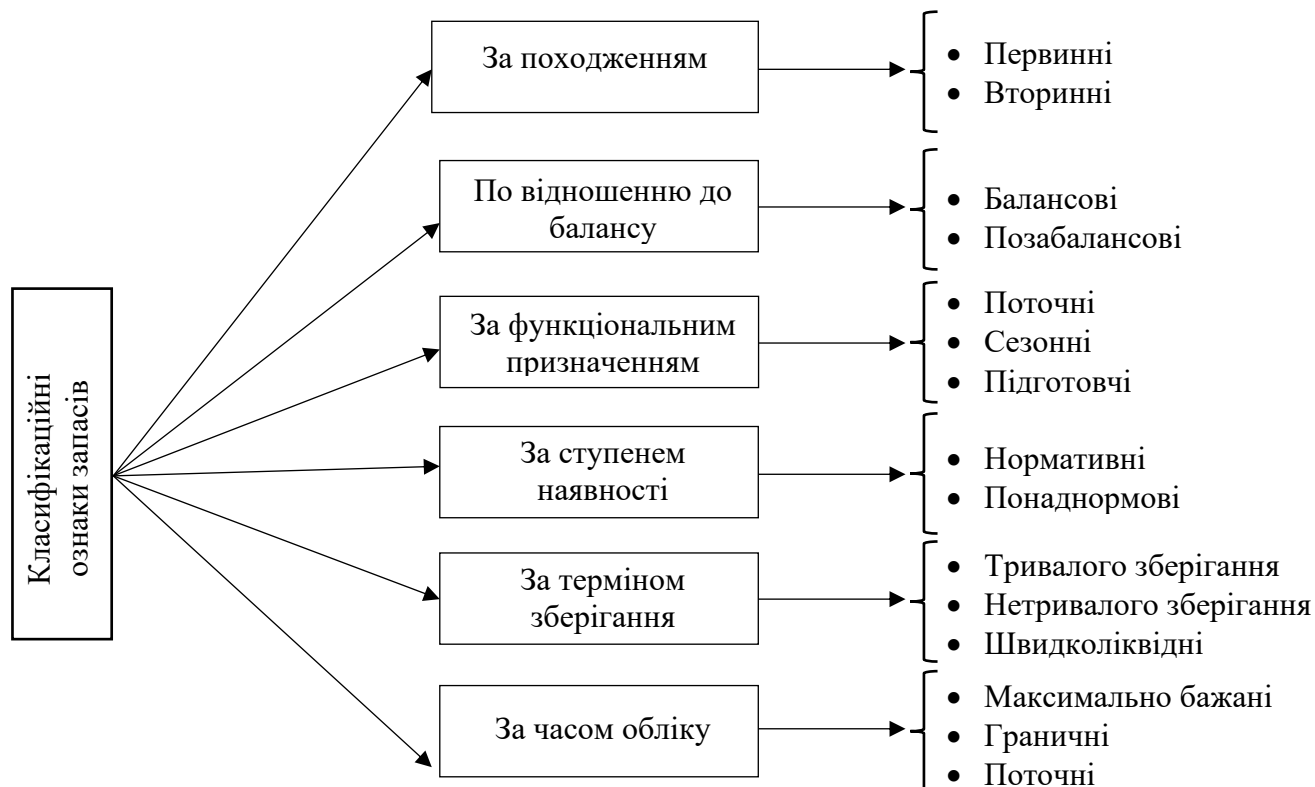 Класифікаційні
ознаки запасів
За походженням
• Первинні
• Вторинні
По відношенню до
балансу
• Балансові
• Позабалансові
За функціональним
призначенням
• Поточні
• Сезонні
• Підготовчі
За ступенем
наявності
• Нормативні
• Понаднормові
За терміном
зберігання
• Тривалого зберігання
• Нетривалого зберігання
• Швидколіквідні
За часом обліку
• Максимально бажані
• Граничні
• Поточні